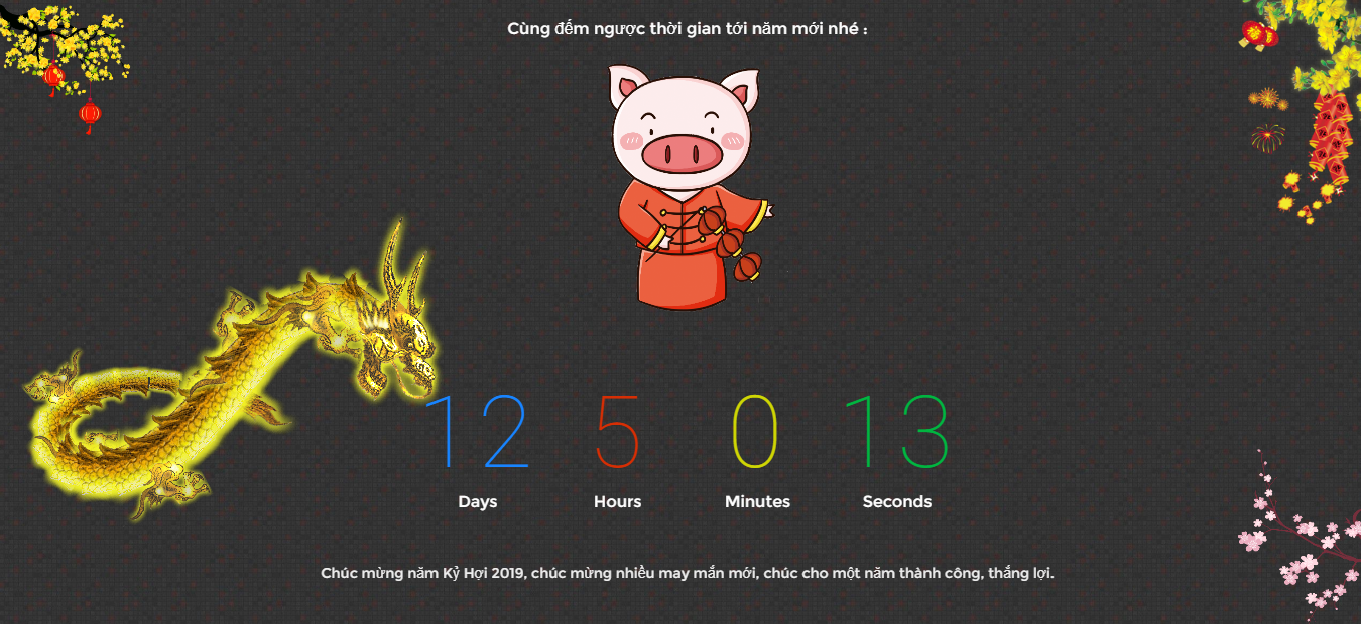 Cùng đếm ngược thời gian tới năm mới nhé :
12 5 0 13
Days Hours Minutes Seconds
Chúc mừng năm Kỷ Hợi 2019, chúc mừng nhiều may mắn mới, chúc cho một năm thành công, thắng lợi.